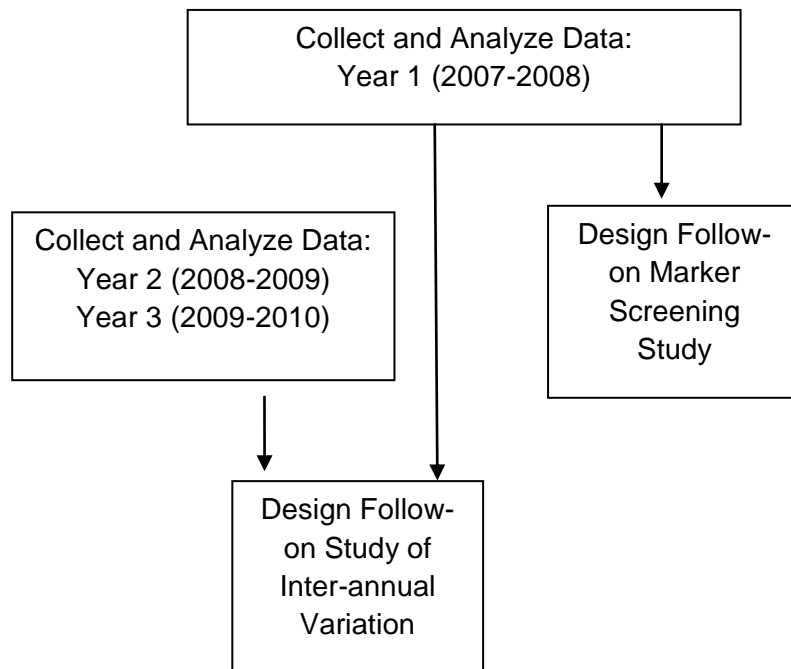 Collect and Analyze Data:
Year 1 (2007-2008)
Collect and Analyze Data:
Year 2 (2008-2009)
Year 3 (2009-2010)
Design Follow-
on Marker
Screening
Study
Design Follow-
on Study of
Inter-annual
Variation